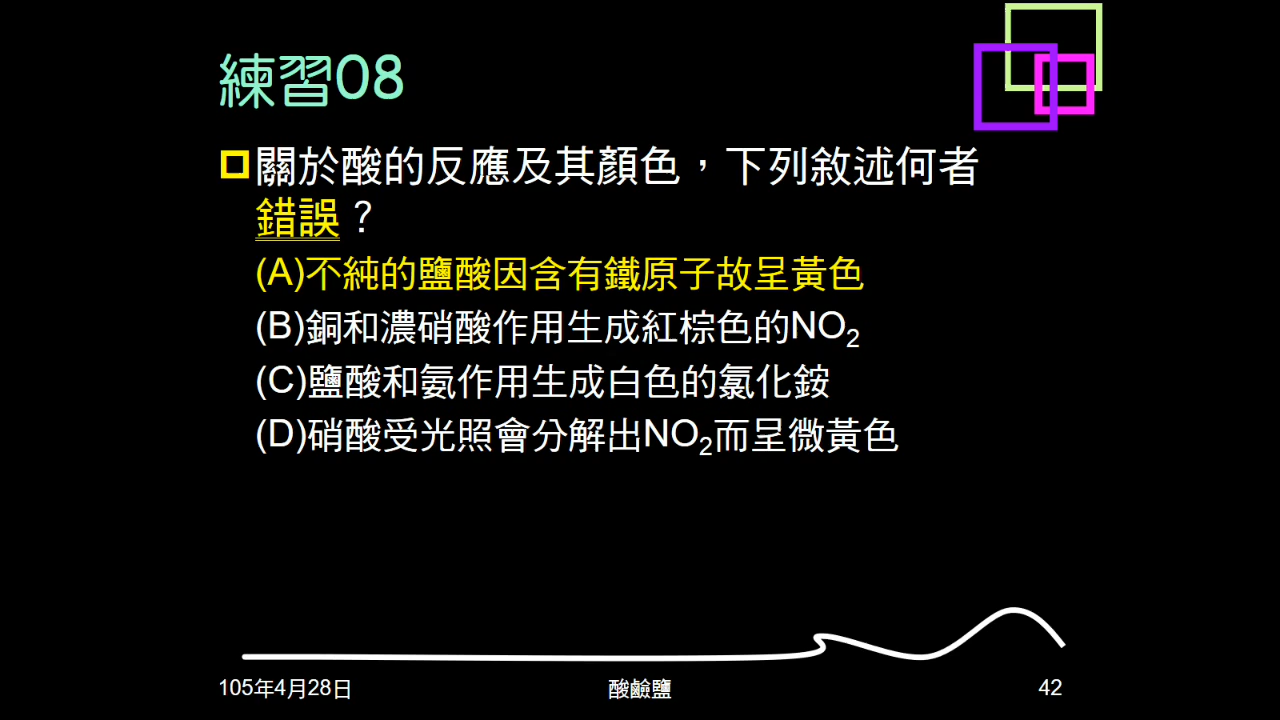 練習08
關於酸的反應及其顏色，下列敘述何者
錯誤？
(A)不純的鹽酸因含有鐵原子故呈黃色
(B)銅和濃硝酸作用生成紅棕色的NO₂
(C)鹽酸和氨作用生成白色的氯化銨
(D)硝酸受光照會分解出NO₂而呈微黃色
105年4月28日
酸鹼鹽
42